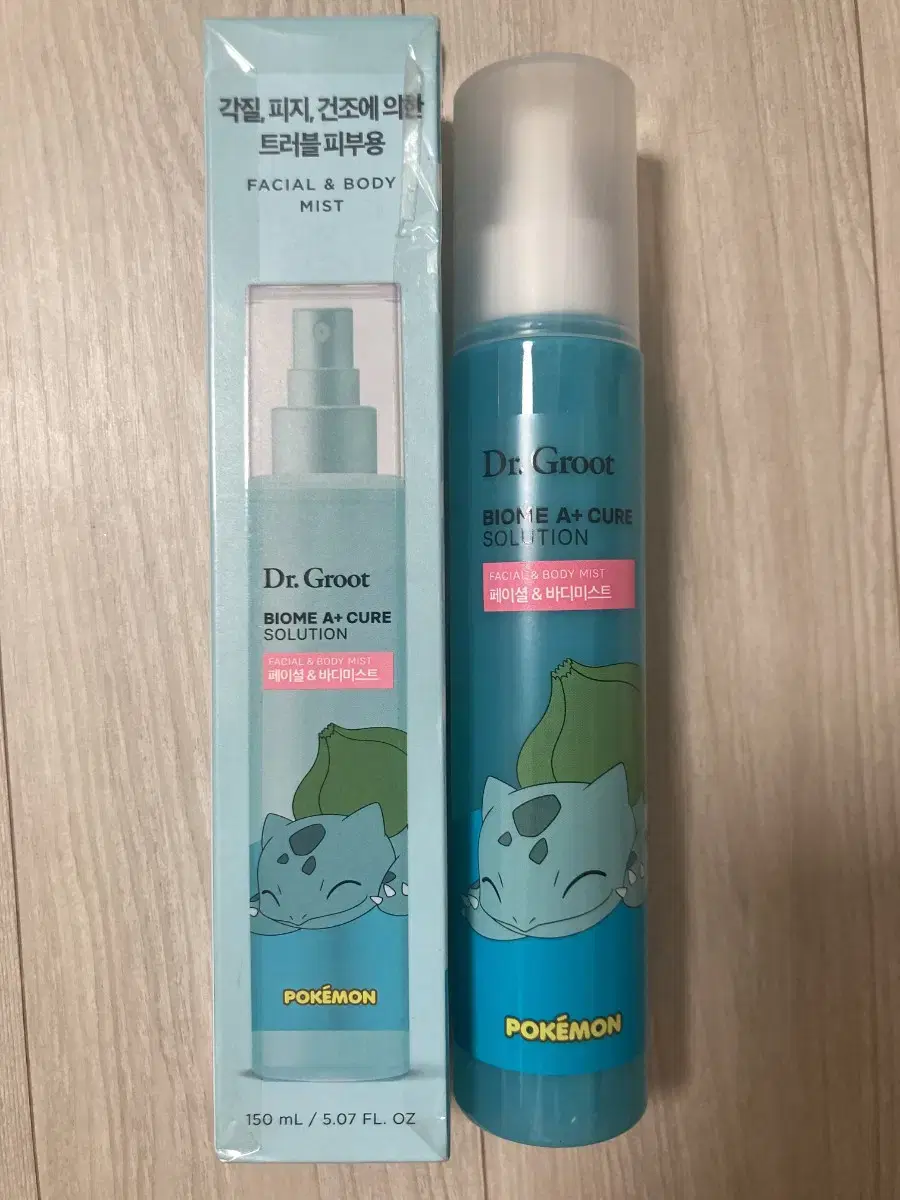 각질, 피지, 건조에 의한
트러블 피부용
FACIAL & BODY
MIST
Dr. Groot
BIOME A+ CURE
SOLUTION
FACIAL & BODY MIST
페이셜 & 바디미스트
POKÉMON
150 mL / 5.07 FL. OZ
Dr. Groot
BIOME A+ CURE
SOLUTION
FACIAL & BODY MIST
페이셜 & 바디미스트
POKÉMON